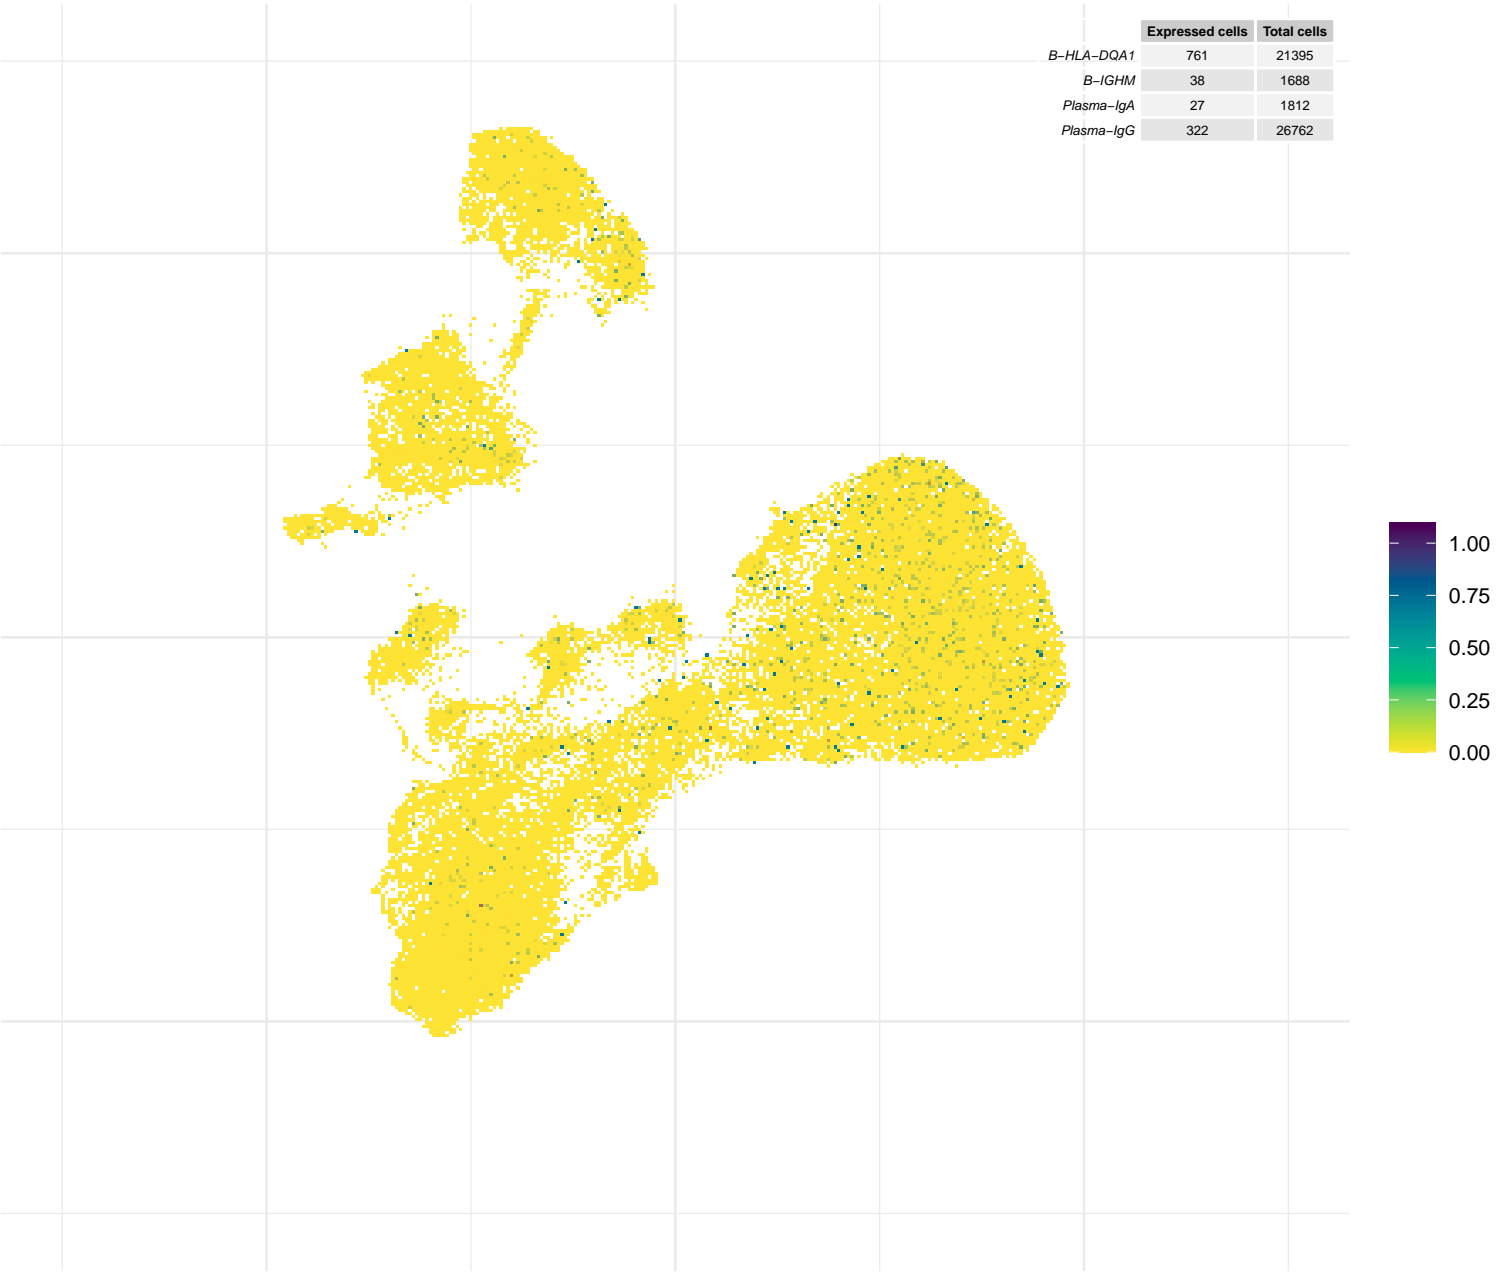 Expressed cells Total cells
B−HLA−DQA1 761 21395
B−IGHM 38 1688
Plasma−IgA 27 1812
Plasma−IgG 322 26762
1.00
0.75
0.50
0.25
0.00